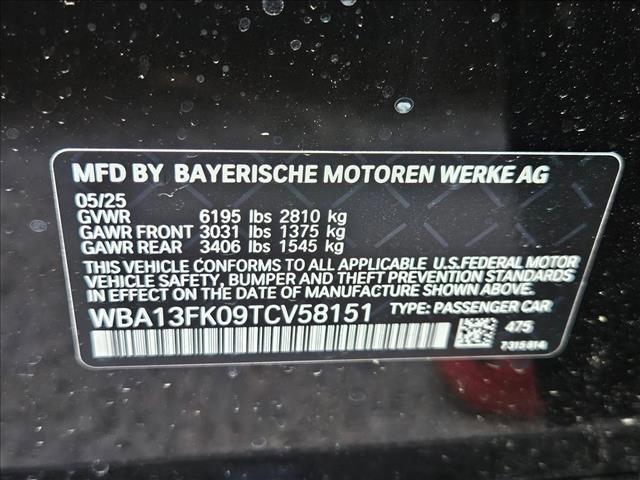 MFD BY BAYERISCHE MOTOREN WERKE AG
05/25
GVWR 6195 lbs 2810 kg
GAWR FRONT 3031 lbs 1375 kg
GAWR REAR 3406 lbs 1545 kg
THIS VEHICLE CONFORMS TO ALL APPLICABLE U.S.FEDERAL MOTOR
VEHICLE SAFETY, BUMPER AND THEFT PREVENTION STANDARDS
IN EFFECT ON THE DATE OF MANUFACTURE SHOWN ABOVE.
WBA13FK09TCV58151 TYPE: PASSENGER CAR
475
7315814